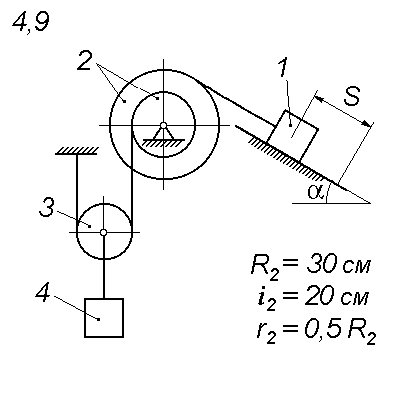 4,9
2
1
S
α
3
4
R₂ = 30 см
i₂ = 20 см
r₂ = 0,5 R₂